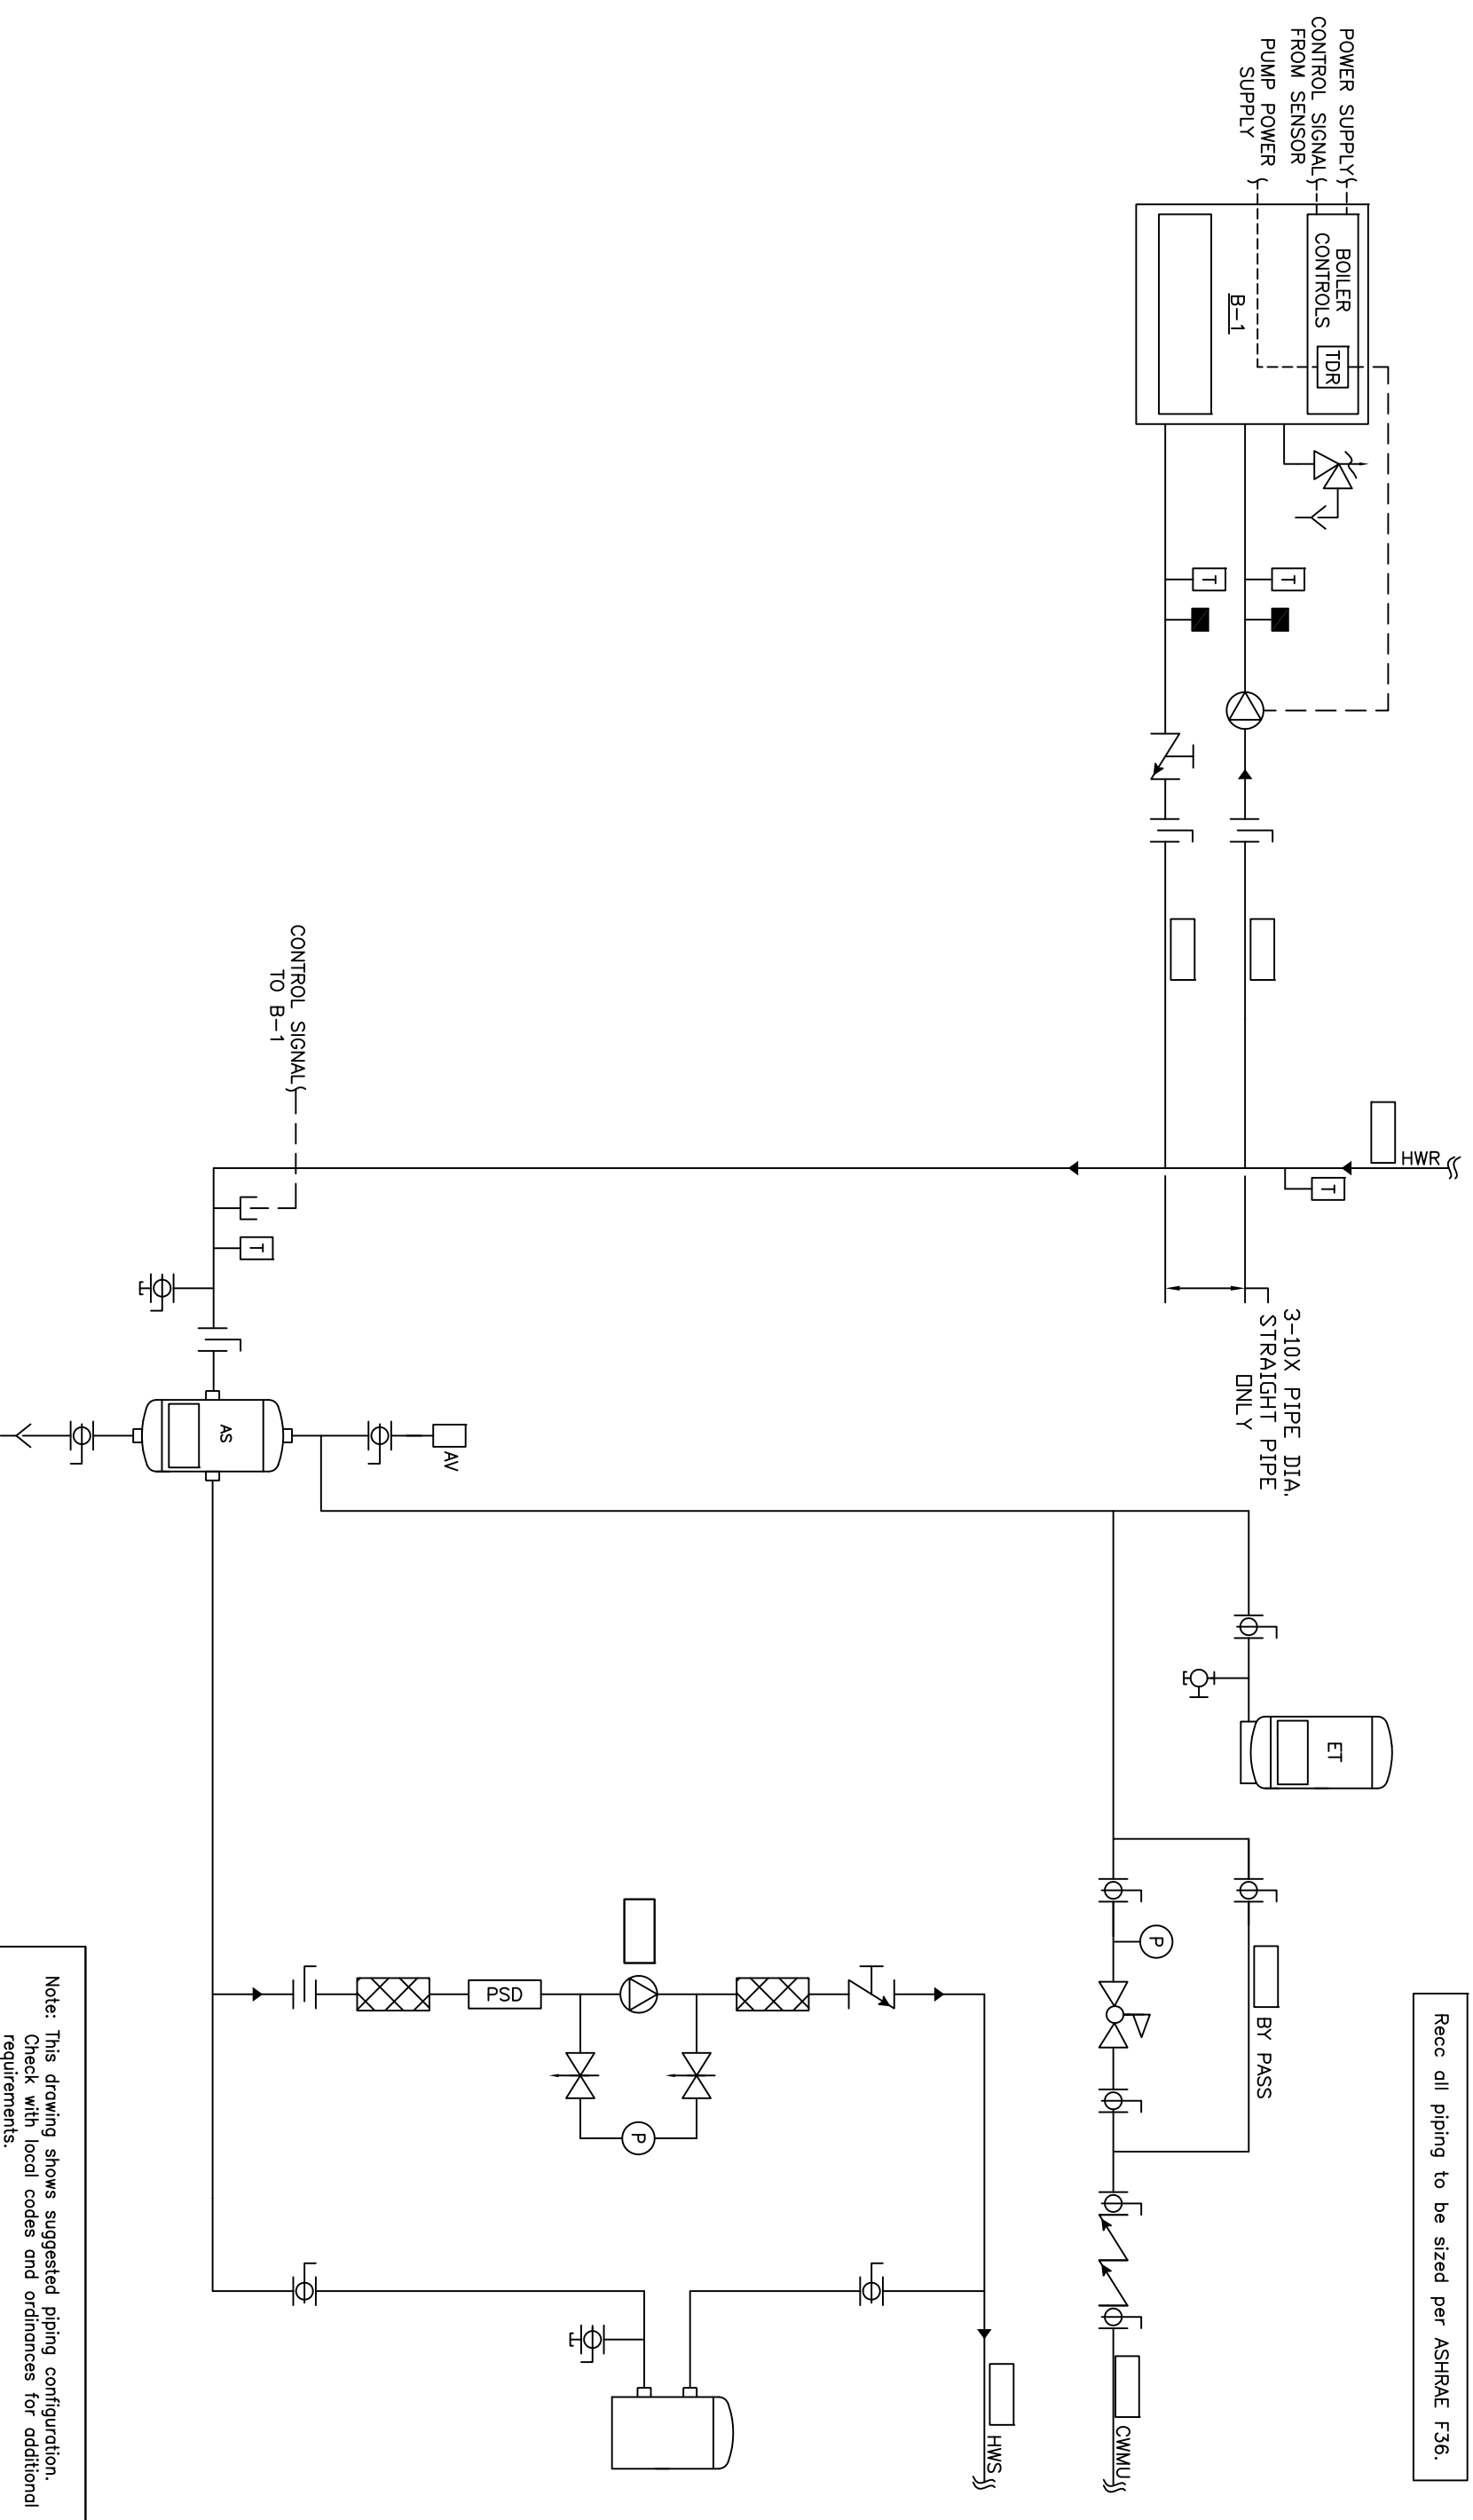 POWER SUPPLY
CONTROL SIGNAL
FROM SENSOR
PUMP POWER
SUPPLY
BOILER
CONTROLS
TDR
B-1
T
T
HWR
T
3-10X PIPE DIA.
STRAIGHT PIPE
ONLY
CONTROL SIGNAL
TO B-1
T
AS
AV
ET
P
BY PASS
PSD
P
HWS
CWMU
Recc all piping to be sized per ASHRAE F36.
Note: This drawing shows suggested piping configuration.
Check with local codes and ordinances for additional
requirements.